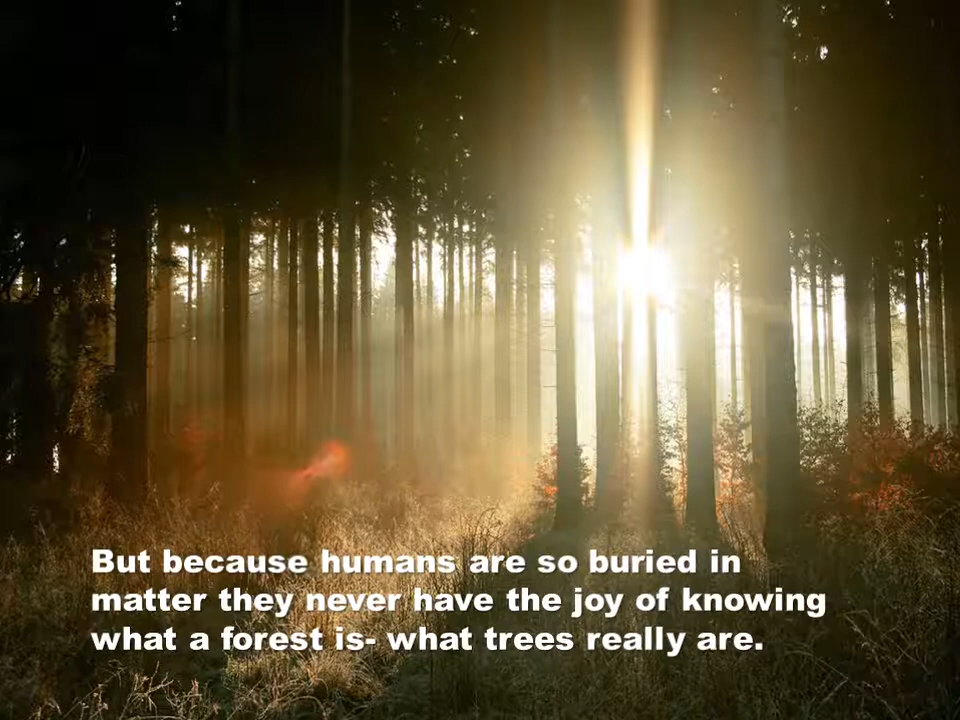 But because humans are so buried in
matter they never have the joy of knowing
what a forest is- what trees really are.